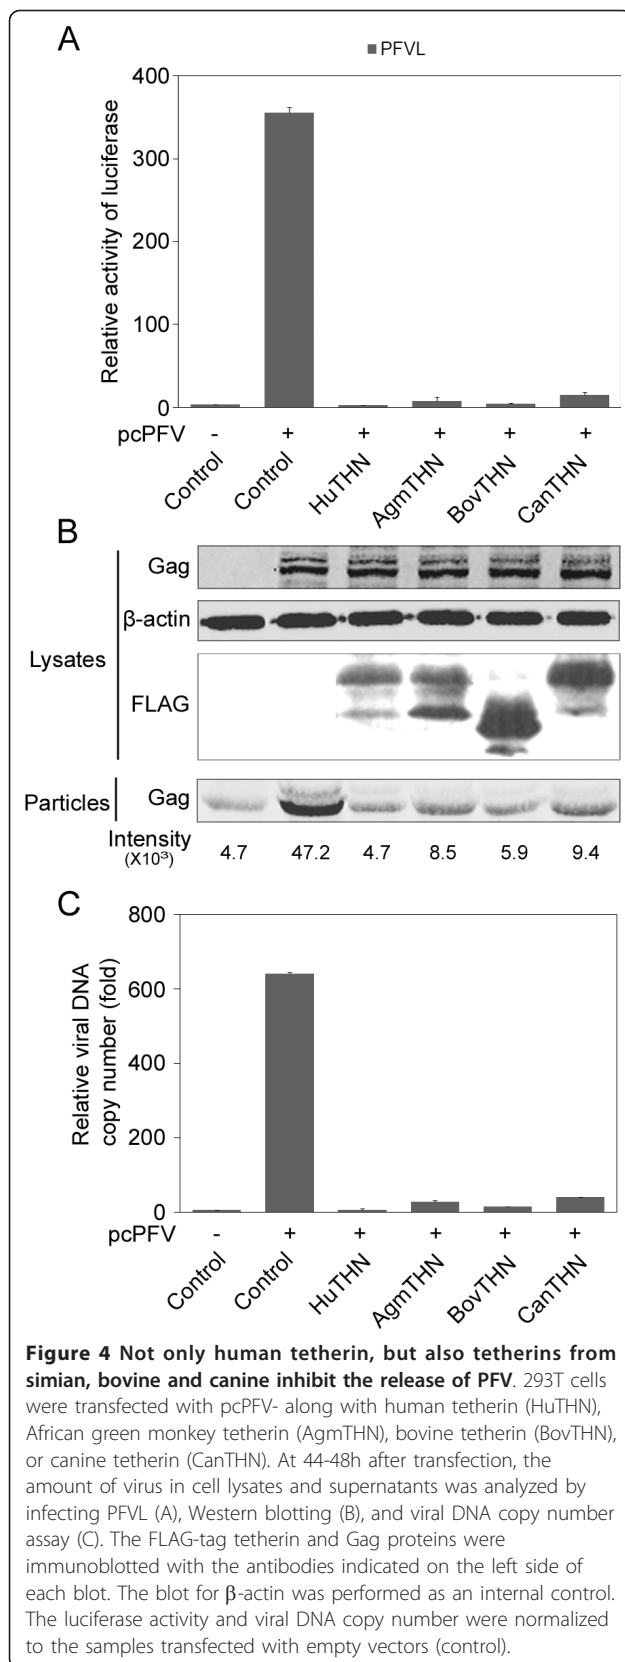 A
PFVL
Relative activity of luciferase
400
300
200
100
0
pcPFV - + + + + +
Control Control HuTHN AgmTHN BovTHN CanTHN
B
Lysates
Gag
β-actin
FLAG
Particles Gag
Intensity 4.7 47.2 4.7 8.5 5.9 9.4
(X10³)
C
Relative viral DNA
copy number (fold)
800
600
400
200
0
pcPFV - + + + + +
Control Control HuTHN AgmTHN BovTHN CanTHN
Figure 4 Not only human tetherin, but also tetherins from
simian, bovine and canine inhibit the release of PFV. 293T cells
were transfected with pcPFV- along with human tetherin (HuTHN),
African green monkey tetherin (AgmTHN), bovine tetherin (BovTHN),
or canine tetherin (CanTHN). At 44-48h after transfection, the
amount of virus in cell lysates and supernatants was analyzed by
infecting PFVL (A), Western blotting (B), and viral DNA copy number
assay (C). The FLAG-tag tetherin and Gag proteins were
immunoblotted with the antibodies indicated on the left side of
each blot. The blot for β-actin was performed as an internal control.
The luciferase activity and viral DNA copy number were normalized
to the samples transfected with empty vectors (control).